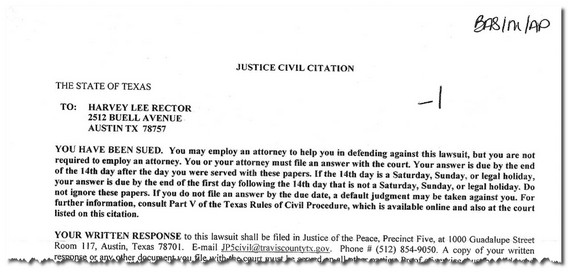 BAB/M/AP
JUSTICE CIVIL CITATION
THE STATE OF TEXAS
–1
TO: HARVEY LEE RECTOR
2512 BUELL AVENUE
AUSTIN TX 78757
YOU HAVE BEEN SUED. You may employ an attorney to help you in defending against this lawsuit, but you are not
required to employ an attorney. You or your attorney must file an answer with the court. Your answer is due by the end
of the 14th day after the day you were served with these papers. If the 14th day is a Saturday, Sunday, or legal holiday,
your answer is due by the end of the first day following the 14th day that is not a Saturday, Sunday, or legal holiday. Do
not ignore these papers. If you do not file an answer by the due date, a default judgment may be taken against you. For
further information, consult Part V of the Texas Rules of Civil Procedure, which is available online and also at the court
listed on this citation.
YOUR WRITTEN RESPONSE to this lawsuit shall be filed in Justice of the Peace, Precinct Five, at 1000 Guadalupe Street
Room 117, Austin, Texas 78701. E-mail JP5civil@traviscountytx.gov. Phone # (512) 854-9050. A copy of your written
response or any other document you file with the court must be served on all other